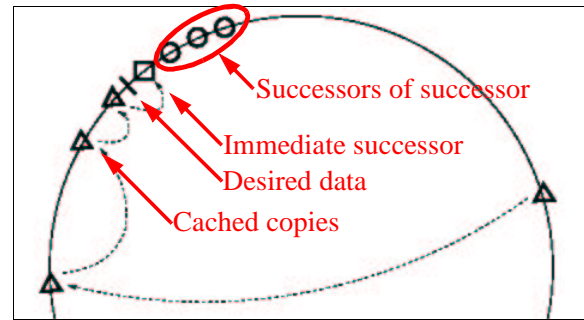 Successors of successor
Immediate successor
Desired data
Cached copies